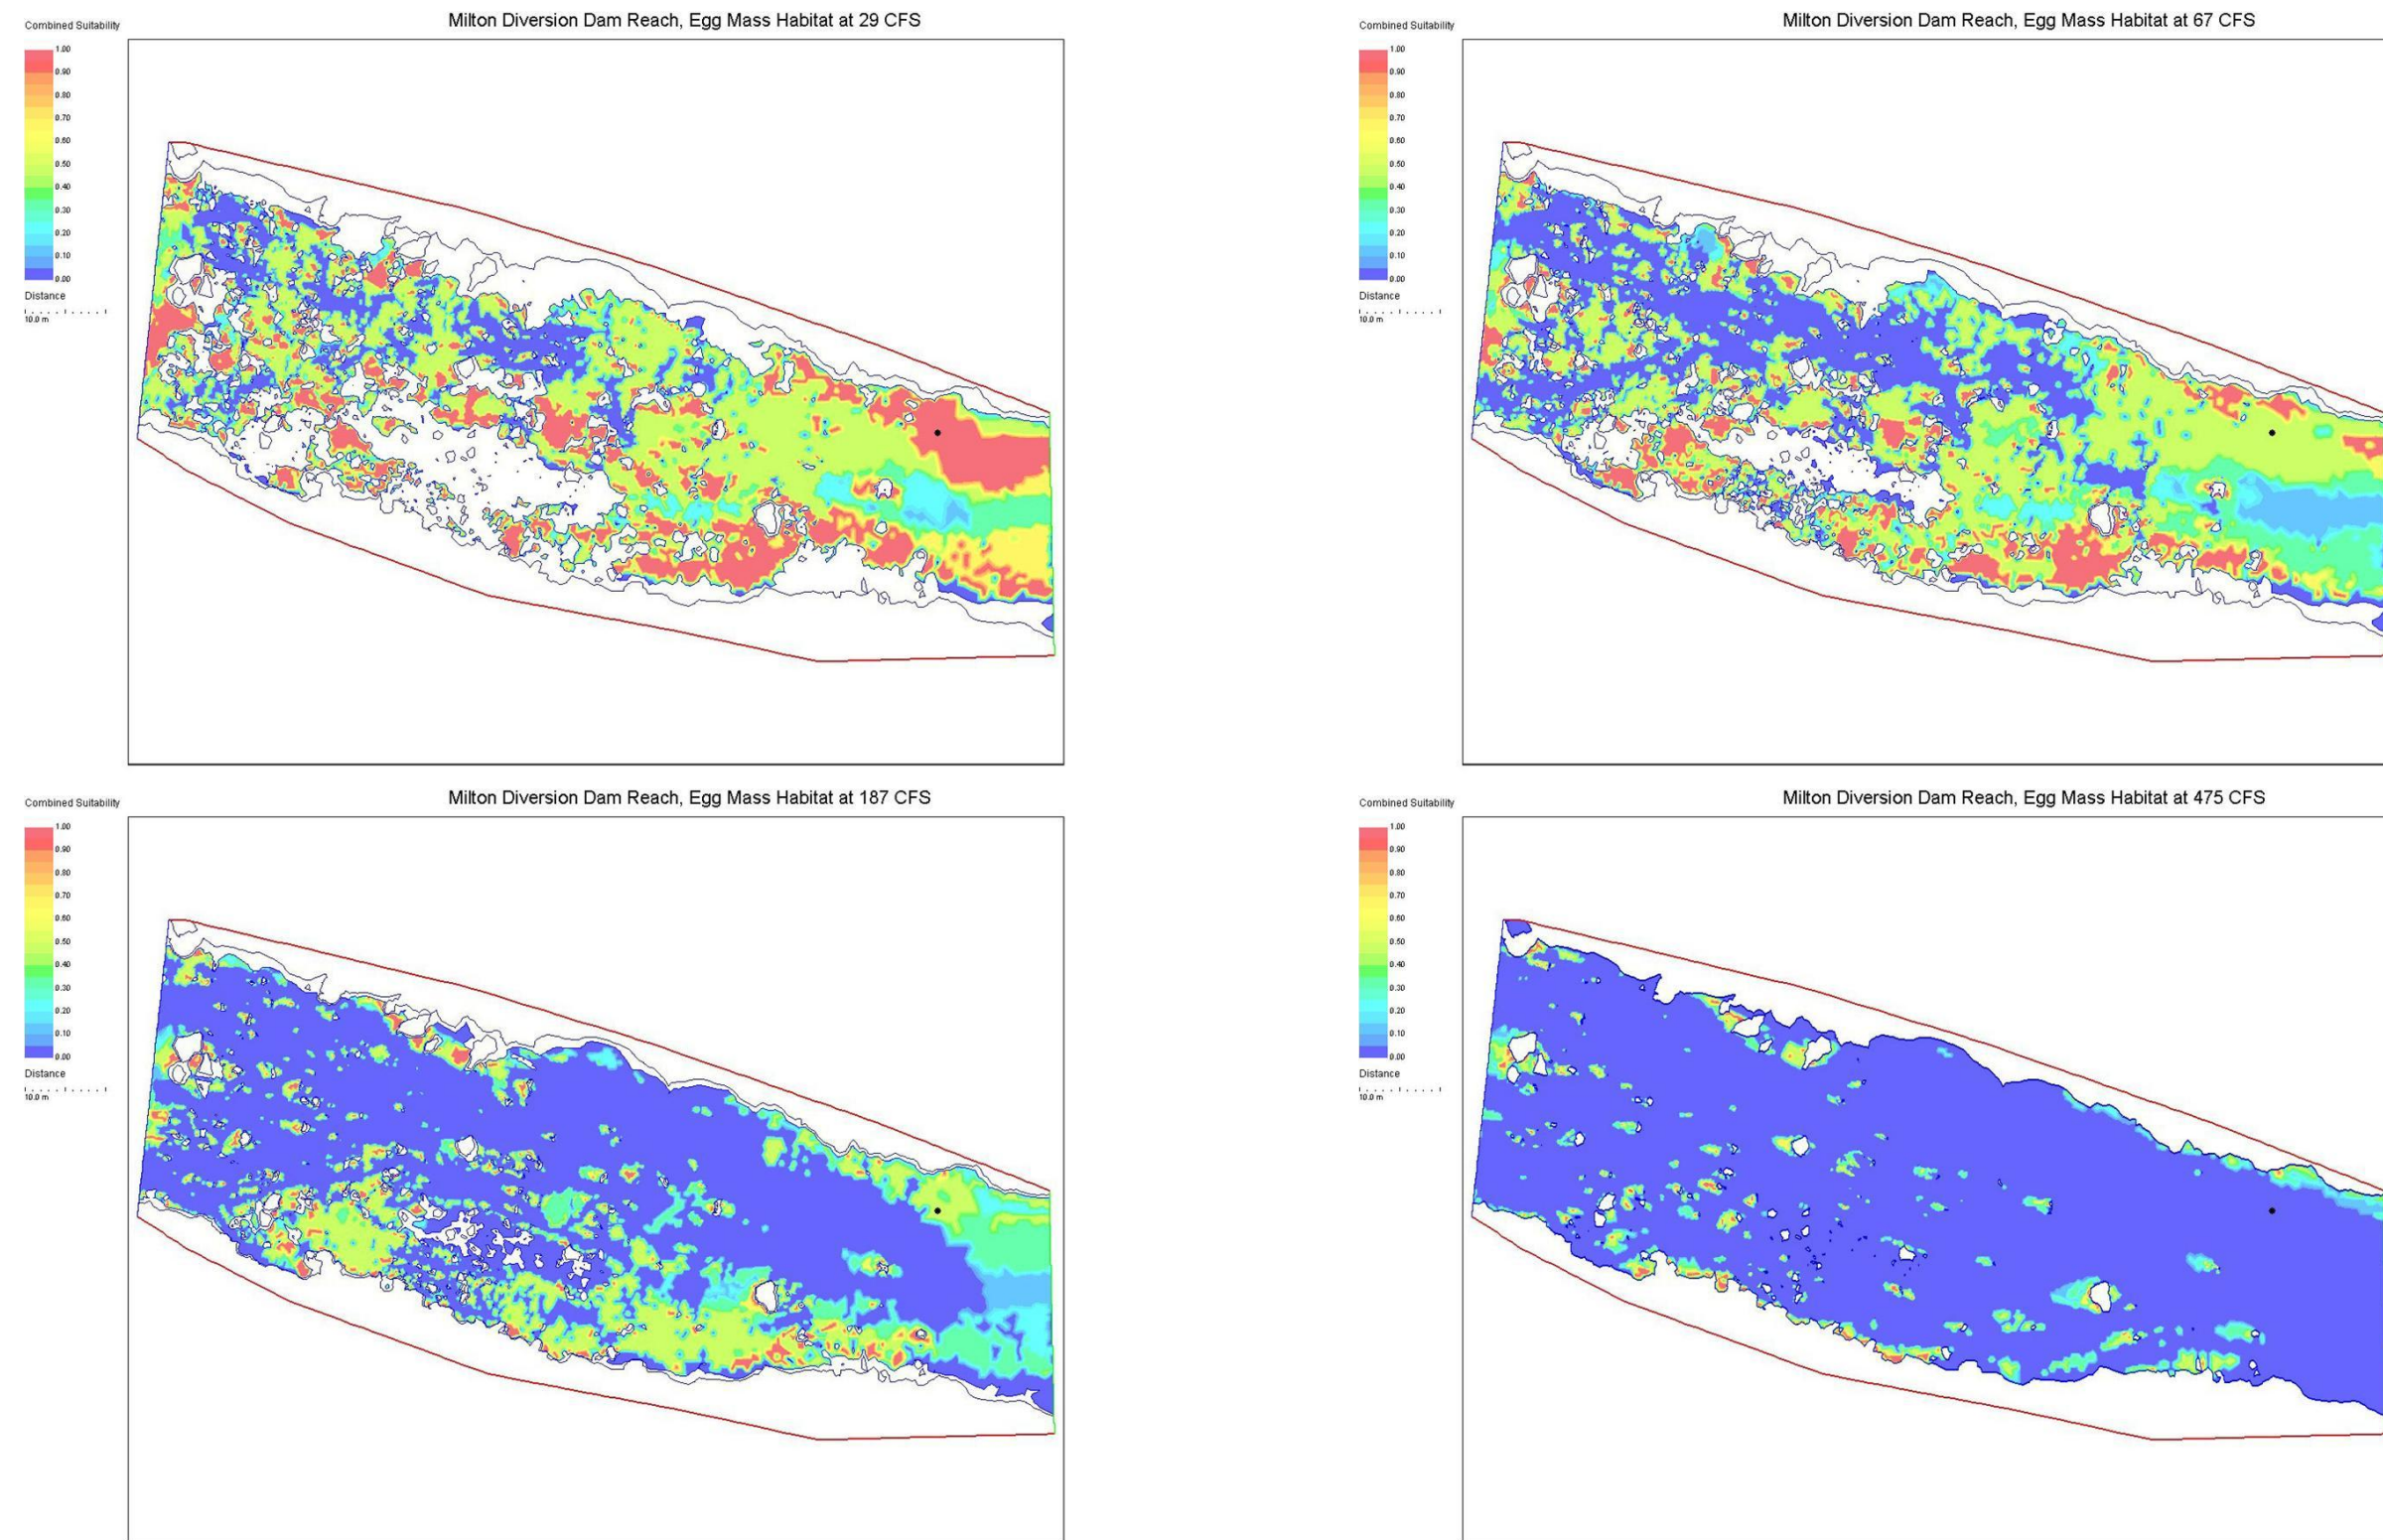 Combined Suitability
Milton Diversion Dam Reach, Egg Mass Habitat at 29 CFS
1.00
0.90
0.80
0.70
0.60
0.50
0.40
0.30
0.20
0.10
0.00
Distance
10.0 m
Combined Suitability
Milton Diversion Dam Reach, Egg Mass Habitat at 67 CFS
1.00
0.90
0.80
0.70
0.60
0.50
0.40
0.30
0.20
0.10
0.00
Distance
10.0 m
Combined Suitability
Milton Diversion Dam Reach, Egg Mass Habitat at 187 CFS
1.00
0.90
0.80
0.70
0.60
0.50
0.40
0.30
0.20
0.10
0.00
Distance
10.0 m
Combined Suitability
Milton Diversion Dam Reach, Egg Mass Habitat at 475 CFS
1.00
0.90
0.80
0.70
0.60
0.50
0.40
0.30
0.20
0.10
0.00
Distance
10.0 m